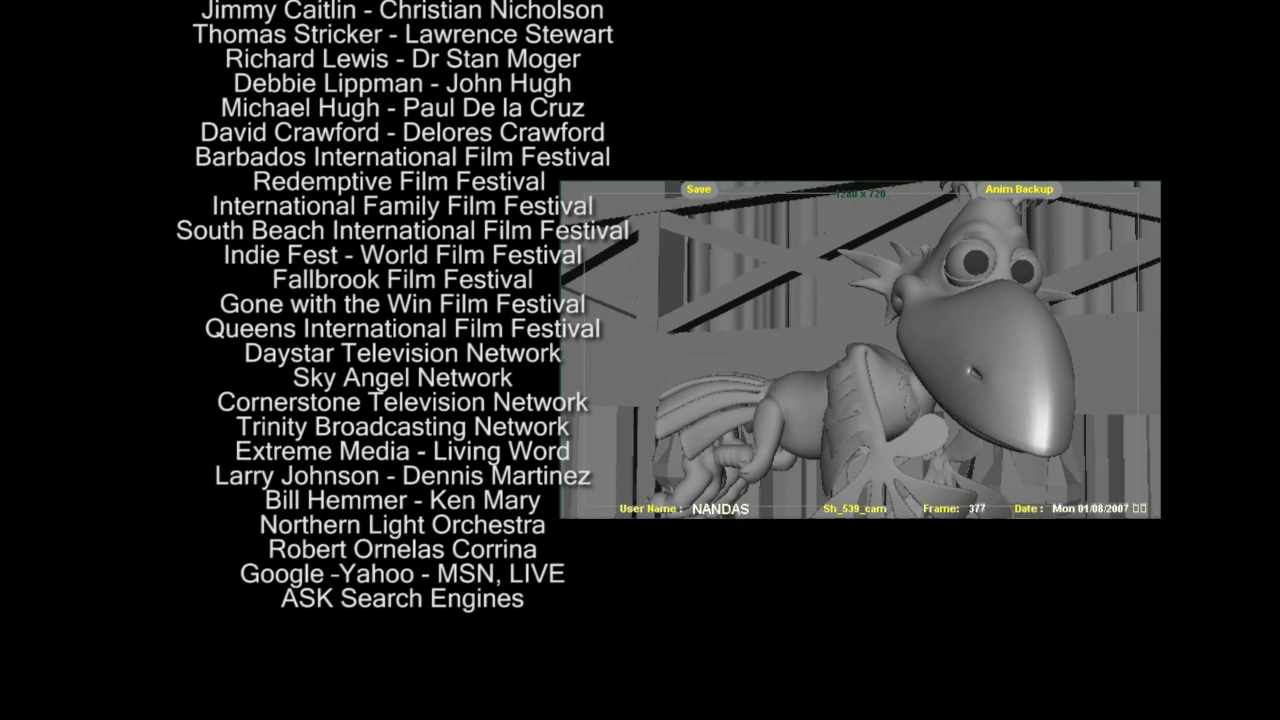 Jimmy Caitlin - Christian Nicholson
Thomas Stricker - Lawrence Stewart
Richard Lewis - Dr Stan Moger
Debbie Lippman - John Hugh
Michael Hugh - Paul De la Cruz
David Crawford - Delores Crawford
Barbados International Film Festival
Redemptive Film Festival
International Family Film Festival
South Beach International Film Festival
Indie Fest - World Film Festival
Fallbrook Film Festival
Gone with the Win Film Festival
Queens International Film Festival
Daystar Television Network
Sky Angel Network
Cornerstone Television Network
Trinity Broadcasting Network
Extreme Media - Living Word
Larry Johnson - Dennis Martinez
Bill Hemmer - Ken Mary
Northern Light Orchestra
Robert Ornelas Corrina
Google -Yahoo - MSN, LIVE
ASK Search Engines
Save 1280 x 720 Anim Backup
User Name : NANDAS Sh_539_cam Frame: 377 Date : Mon 01/08/2007